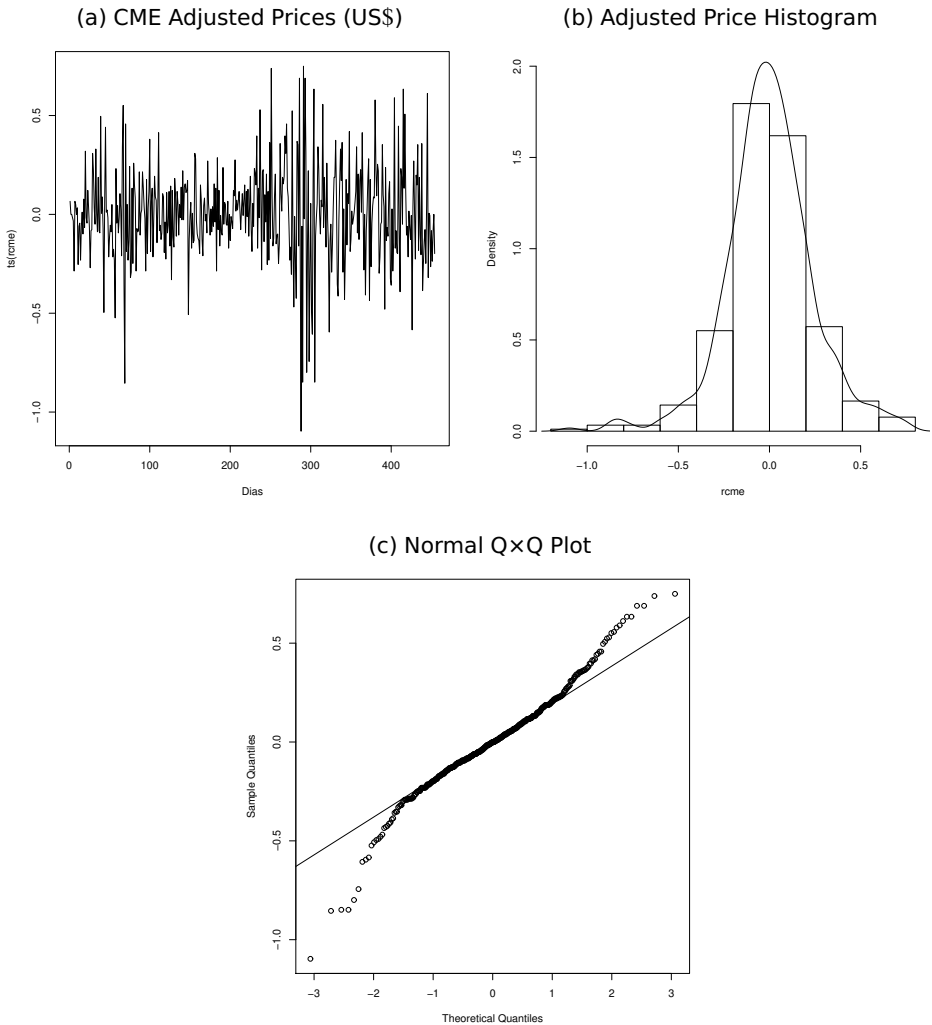 (a) CME Adjusted Prices (US$)
ts(rcme)
0.5
0.0
−0.5
−1.0
0 100 200 300 400
Dias
(b) Adjusted Price Histogram
Density
2.0
1.5
1.0
0.5
0.0
−1.0 −0.5 0.0 0.5
rcme
(c) Normal Q×Q Plot
Sample Quantiles
0.5
0.0
−0.5
−1.0
−3 −2 −1 0 1 2 3
Theoretical Quantiles